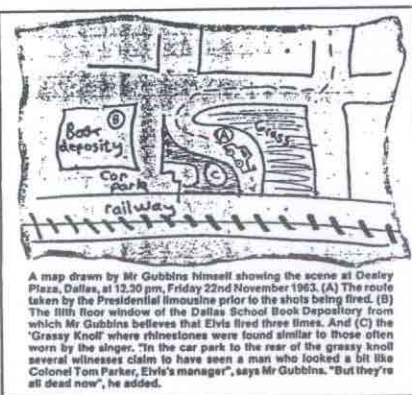 B
Book
deposity
A
Grass
Car
park
C
railway
A map drawn by Mr Gubbins himself showing the scene at Dealey
Plaza, Dallas, at 12.30 pm, Friday 22nd November 1963. (A) The route
taken by the Presidential limousine prior to the shots being fired. (B)
The fifth floor window of the Dallas School Book Depository from
which Mr Gubbins believes that Elvis fired three times. And (C) the
'Grassy Knoll' where rhinestones were found similar to those often
worn by the singer. "In the car park to the rear of the grassy knoll
several witnesses claim to have seen a man who looked a bit like
Colonel Tom Parker, Elvis's manager", says Mr Gubbins. "But they're
all dead now", he added.